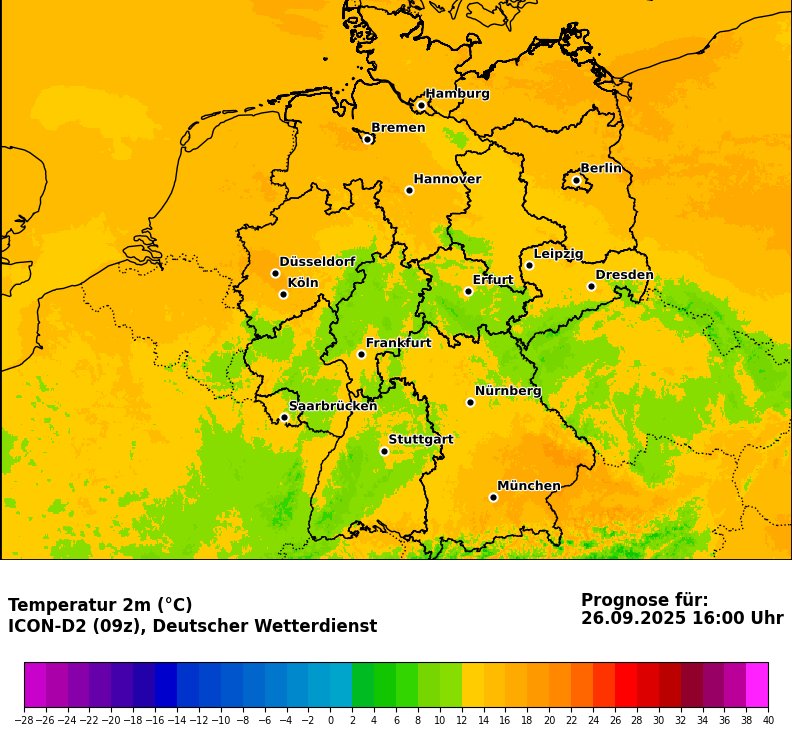 Hamburg
Bremen
Berlin
Hannover
Leipzig
Düsseldorf
Dresden
Köln
Erfurt
Frankfurt
Nürnberg
Saarbrücken
Stuttgart
München
Temperatur 2m (°C)
ICON-D2 (09z), Deutscher Wetterdienst
Prognose für:
26.09.2025 16:00 Uhr
−28 −26 −24 −22 −20 −18 −16 −14 −12 −10 −8 −6 −4 −2 0 2 4 6 8 10 12 14 16 18 20 22 24 26 28 30 32 34 36 38 40